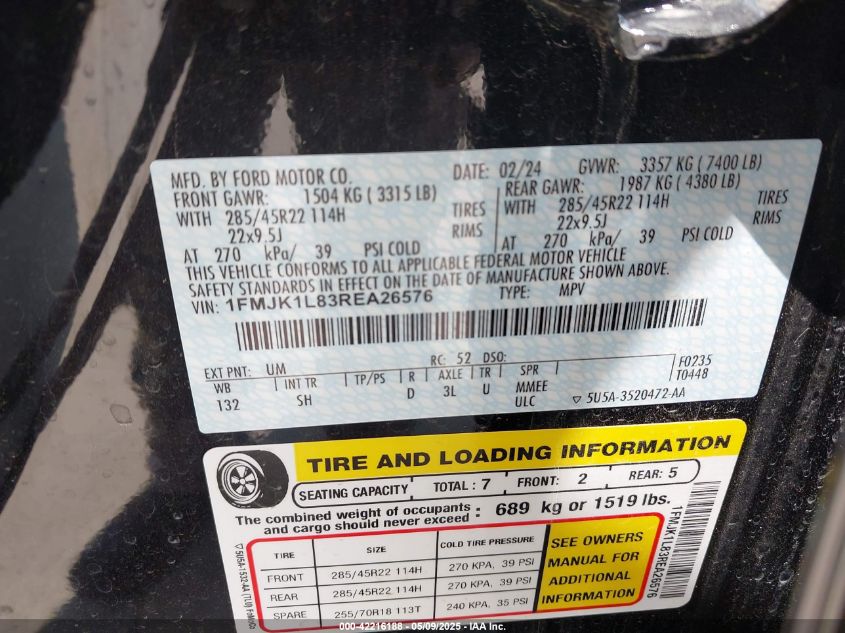 MFD. BY FORD MOTOR CO. DATE: 02/24 GVWR: 3357 KG ( 7400 LB)
FRONT GAWR: 1504 KG ( 3315 LB) REAR GAWR: 1987 KG ( 4380 LB)
WITH 285/45R22 114H TIRES WITH 285/45R22 114H TIRES
22x9.5J RIMS 22x9.5J RIMS
AT 270 kPa/ 39 PSI COLD AT 270 kPa/ 39 PSI COLD
THIS VEHICLE CONFORMS TO ALL APPLICABLE FEDERAL MOTOR VEHICLE
SAFETY STANDARDS IN EFFECT ON THE DATE OF MANUFACTURE SHOWN ABOVE.
VIN: 1FMJK1L83REA26576 TYPE: MPV
EXT PNT: UM RC: 52 DSO: F0235
WB INT TR TP/PS R AXLE TR SPR T0448
132 SH D 3L U MMEE
ULC 5U5A-3520472-AA
TIRE AND LOADING INFORMATION
SEATING CAPACITY TOTAL : 7 FRONT: 2 REAR: 5
The combined weight of occupants
and cargo should never exceed : 689 kg or 1519 lbs.
TIRE SIZE COLD TIRE PRESSURE
FRONT 285/45R22 114H 270 KPA, 39 PSI
REAR 285/45R22 114H 270 KPA, 39 PSI
SPARE 255/70R18 113T 240 KPA, 35 PSI
SEE OWNERS
MANUAL FOR
ADDITIONAL
INFORMATION
1FMJK1L83REA26576
000-42216188 - 05/09/2025 - IAA Inc.